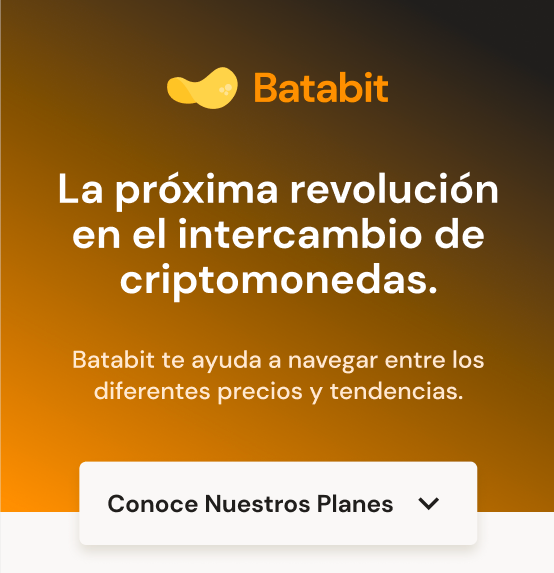 Batabit
La próxima revolución
en el intercambio de
criptomonedas.
Batabit te ayuda a navegar entre los
diferentes precios y tendencias.
Conoce Nuestros Planes